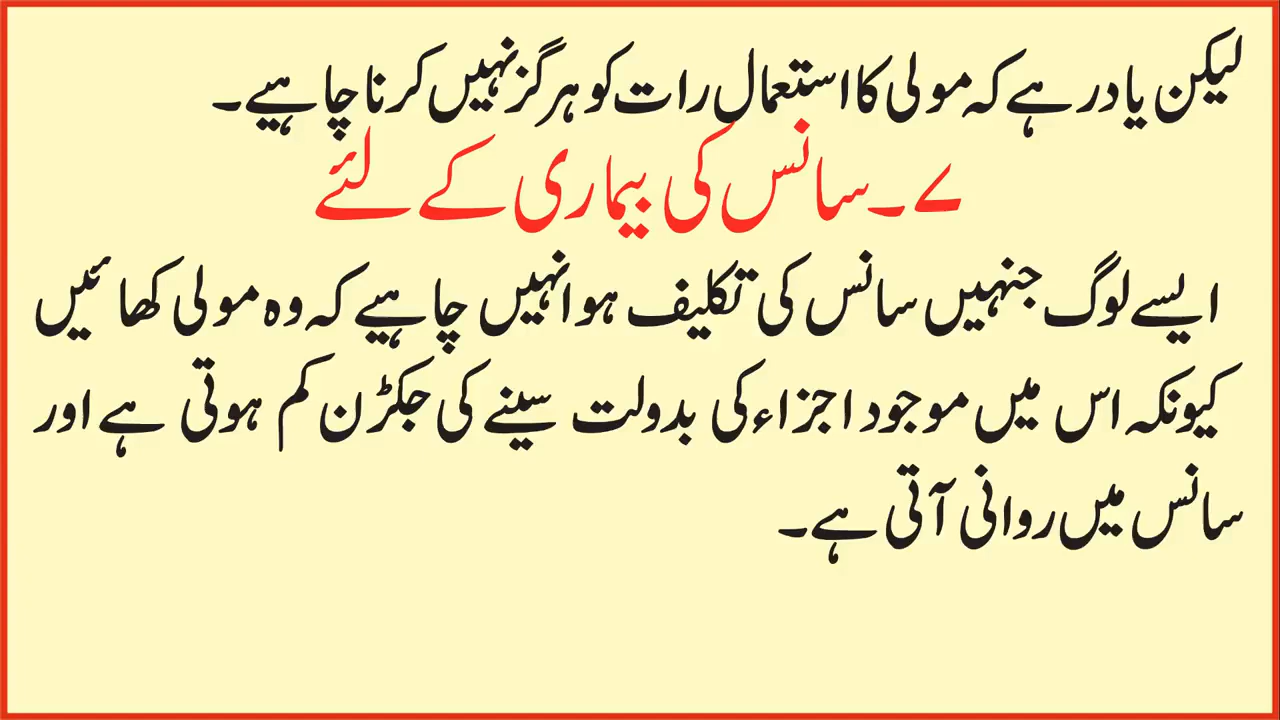 لیکن یاد رہے کہ مولی کا استعمال رات کو ہرگز نہیں کرنا چاہیے۔
۷۔سانس کی بیماری کے لئے
ایسے لوگ جنہیں سانس کی تکلیف ہو انہیں چاہیے کہ وہ مولی کھائیں
کیونکہ اس میں موجود اجزاء کی بدولت سینے کی جکڑن کم ہوتی ہے اور
سانس میں روانی آتی ہے۔